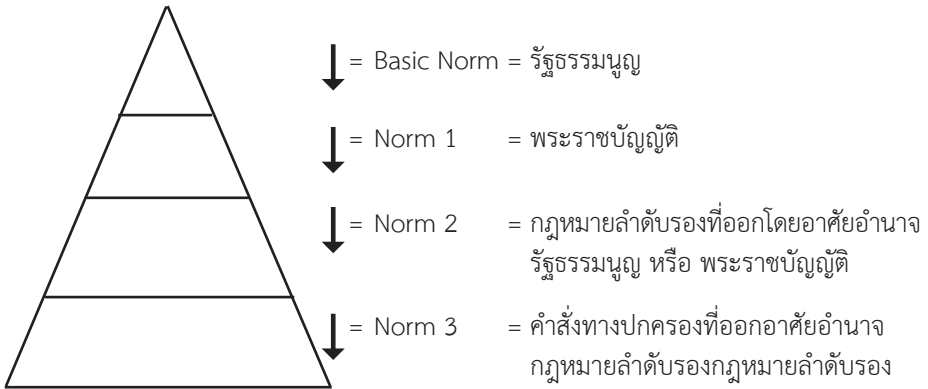 = Basic Norm = รัฐธรรมนูญ
= Norm 1 = พระราชบัญญัติ
= Norm 2 = กฎหมายลำดับรองที่ออกโดยอาศัยอำนาจ
รัฐธรรมนูญ หรือ พระราชบัญญัติ
= Norm 3 = คำสั่งทางปกครองที่ออกอาศัยอำนาจ
กฎหมายลำดับรองกฎหมายลำดับรอง